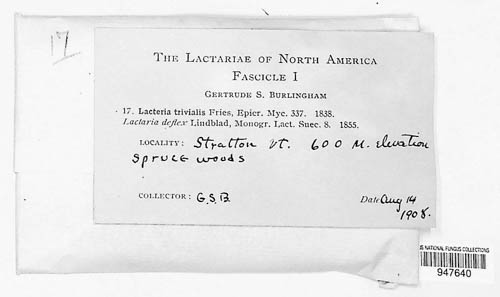 17
THE LACTARIAE OF NORTH AMERICA
FASCICLE I
GERTRUDE S. BURLINGHAM
17. Lacteria trivialis Fries, Epier. Myc. 337. 1838.
Lactaria deflex Lindblad, Monogr. Lact. Suec. 8. 1855.
LOCALITY: Stratton Vt. 600 M. elevation
Spruce woods
COLLECTOR: G.S.B.
Date Aug 14
1908.
US NATIONAL FUNGUS COLLECTIONS
947640